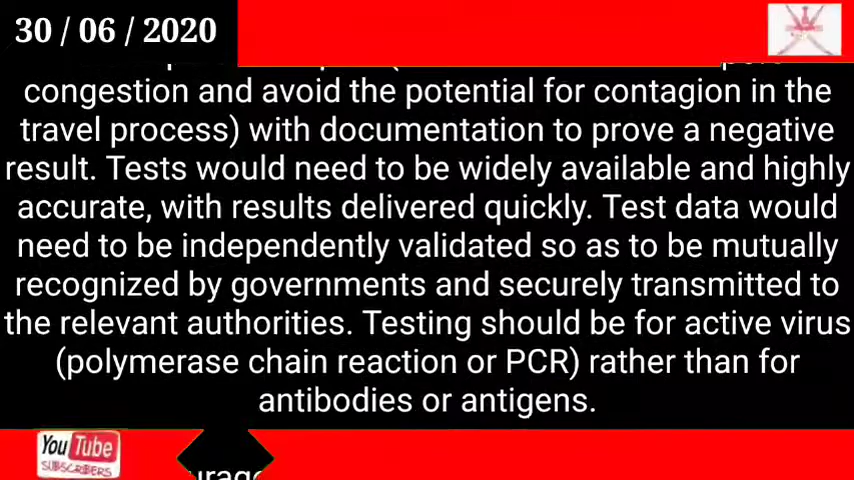 30 / 06 / 2020
congestion and avoid the potential for contagion in the
travel process) with documentation to prove a negative
result. Tests would need to be widely available and highly
accurate, with results delivered quickly. Test data would
need to be independently validated so as to be mutually
recognized by governments and securely transmitted to
the relevant authorities. Testing should be for active virus
(polymerase chain reaction or PCR) rather than for
antibodies or antigens.
You Tube
SUBSCRIBERS